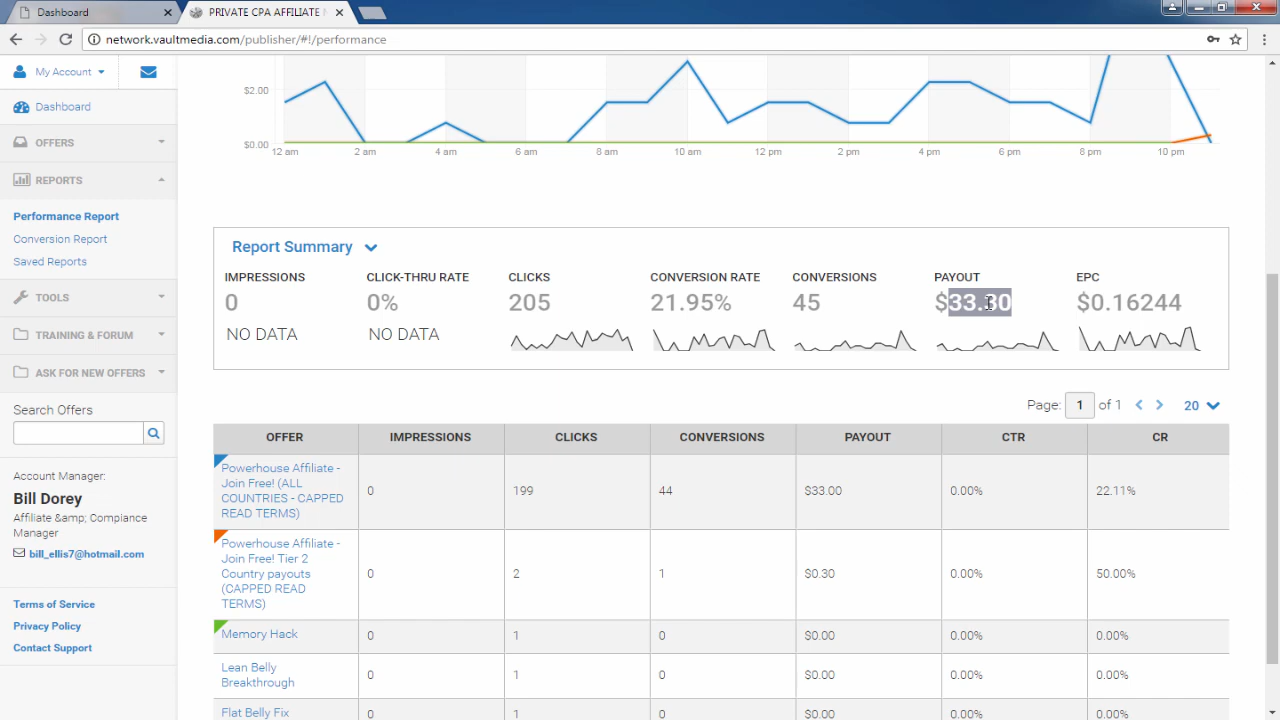 Dashboard
PRIVATE CPA AFFILIATE
network.vaultmedia.com/publisher/#!/performance
My Account
Dashboard
OFFERS
REPORTS
Performance Report
Conversion Report
Saved Reports
TOOLS
TRAINING & FORUM
ASK FOR NEW OFFERS
Search Offers
Account Manager:
Bill Dorey
Affiliate &amp; Compiance
Manager
bill_ellis7@hotmail.com
Terms of Service
Privacy Policy
Contact Support
$2.00
$0.00
12 am 2 am 4 am 6 am 8 am 10 am 12 pm 2 pm 4 pm 6 pm 8 pm 10 pm
Report Summary
IMPRESSIONS CLICK-THRU RATE CLICKS CONVERSION RATE CONVERSIONS PAYOUT EPC
0 0% 205 21.95% 45 $33.30 $0.16244
NO DATA NO DATA
Page: 1 of 1 20
OFFER IMPRESSIONS CLICKS CONVERSIONS PAYOUT CTR CR
Powerhouse Affiliate -
Join Free! (ALL
COUNTRIES - CAPPED
READ TERMS)
0 199 44 $33.00 0.00% 22.11%
Powerhouse Affiliate -
Join Free! Tier 2
Country payouts
(CAPPED READ
TERMS)
0 2 1 $0.30 0.00% 50.00%
Memory Hack 0 1 0 $0.00 0.00% 0.00%
Lean Belly
Breakthrough
0 1 0 $0.00 0.00% 0.00%
Flat Belly Fix 0 1 0 $0.00 0.00% 0.00%